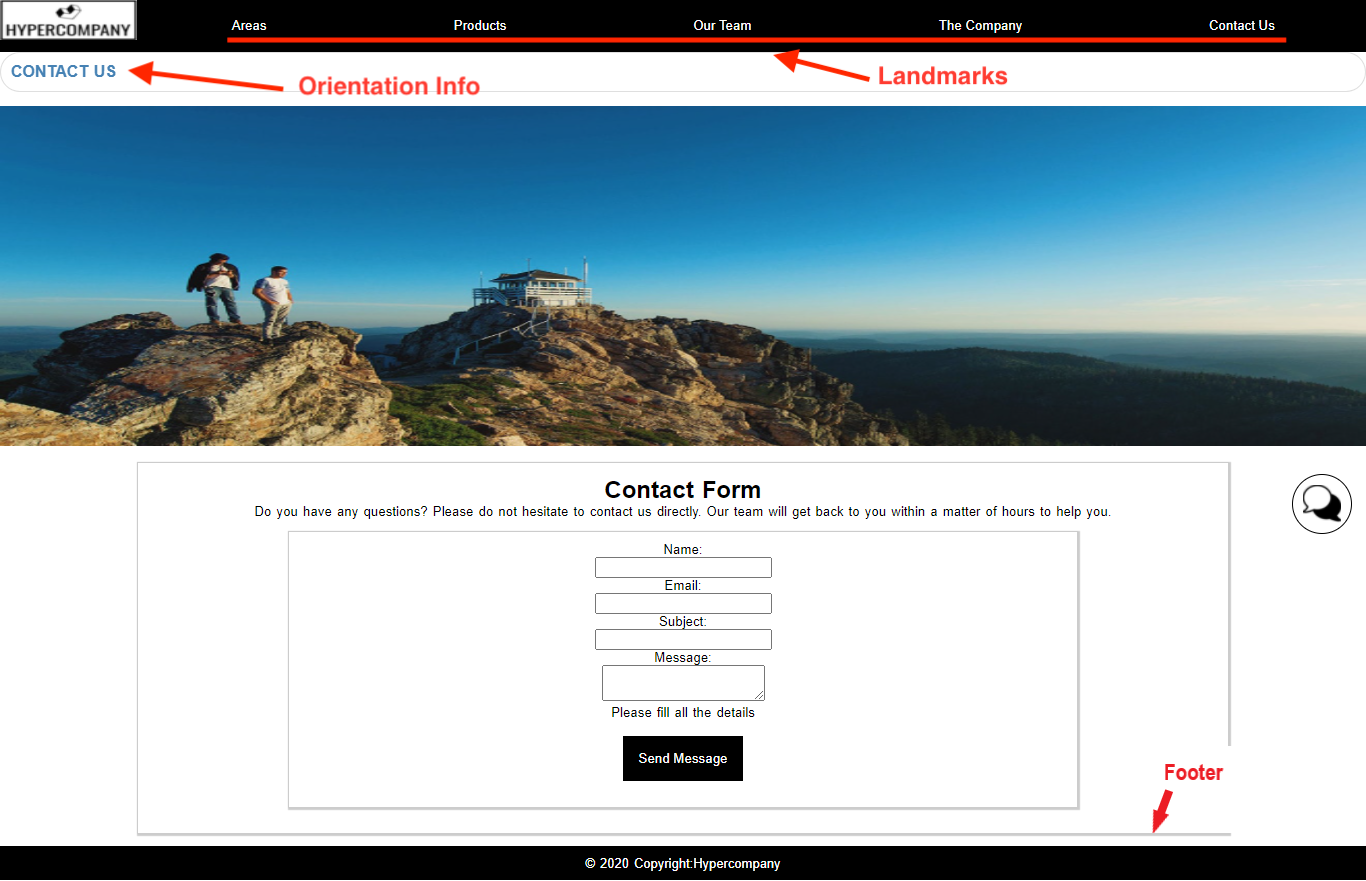 HYPERCOMPANY
Areas Products Our Team The Company Contact Us
CONTACT US
Orientation Info
Landmarks
Contact Form
Do you have any questions? Please do not hesitate to contact us directly. Our team will get back to you within a matter of hours to help you.
Name:
Email:
Subject:
Message:
Please fill all the details
Send Message
Footer
© 2020 Copyright:Hypercompany